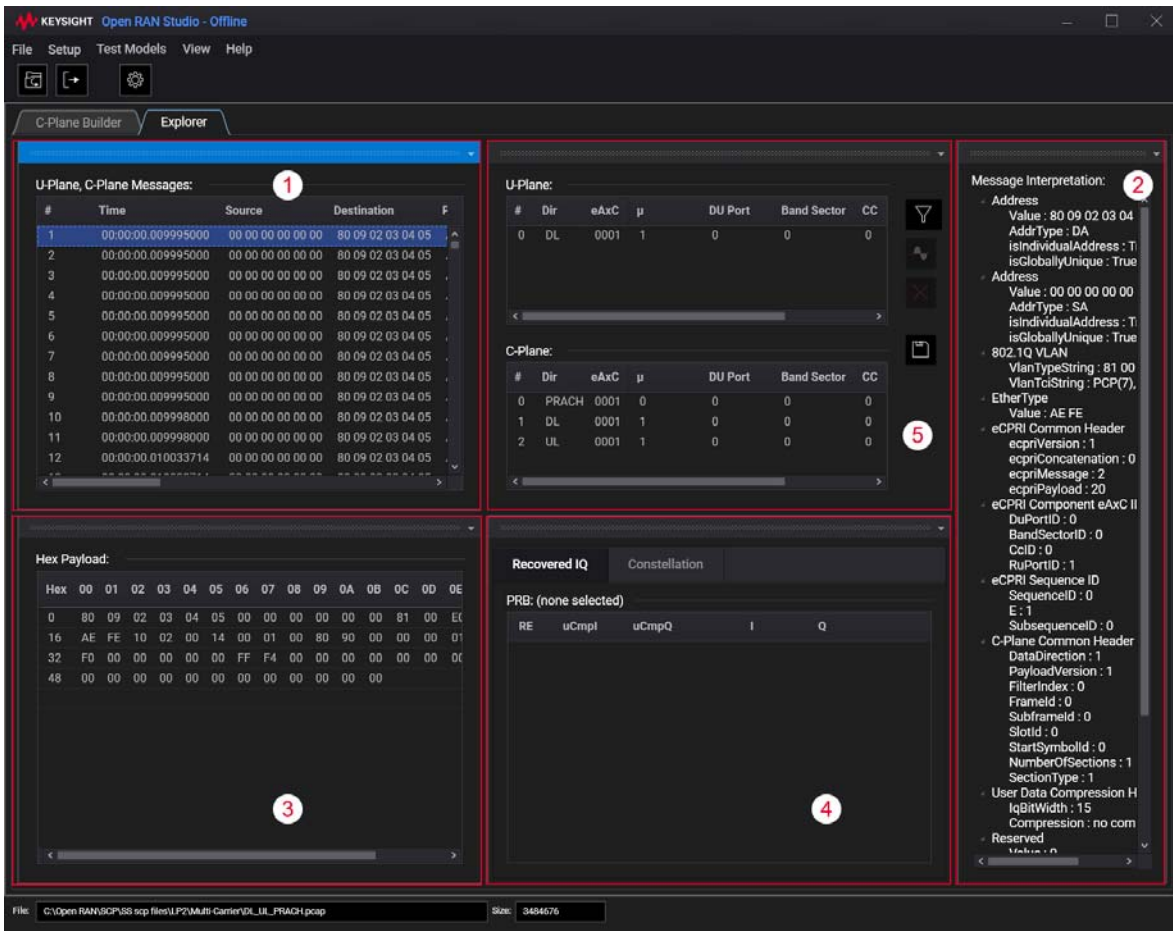 KEYSIGHT Open RAN Studio - Offline
File Setup Test Models View Help
C-Plane Builder Explorer
U-Plane, C-Plane Messages:
1
# Time Source Destination
1 00:00:00.009995000 00 00 00 00 00 00 80 09 02 03 04 05
2 00:00:00.009995000 00 00 00 00 00 00 80 09 02 03 04 05
3 00:00:00.009995000 00 00 00 00 00 00 80 09 02 03 04 05
4 00:00:00.009995000 00 00 00 00 00 00 80 09 02 03 04 05
5 00:00:00.009995000 00 00 00 00 00 00 80 09 02 03 04 05
6 00:00:00.009995000 00 00 00 00 00 00 80 09 02 03 04 05
7 00:00:00.009995000 00 00 00 00 00 00 80 09 02 03 04 05
8 00:00:00.009995000 00 00 00 00 00 00 80 09 02 03 04 05
9 00:00:00.009995000 00 00 00 00 00 00 80 09 02 03 04 05
10 00:00:00.009998000 00 00 00 00 00 00 80 09 02 03 04 05
11 00:00:00.009998000 00 00 00 00 00 00 80 09 02 03 04 05
12 00:00:00.010033714 00 00 00 00 00 00 80 09 02 03 04 05
U-Plane:
# Dir eAxC µ DU Port Band Sector CC
0 DL 0001 1 0 0 0
C-Plane:
# Dir eAxC µ DU Port Band Sector CC
0 PRACH 0001 0 0 0 0
1 DL 0001 1 0 0 0
2 UL 0001 1 0 0 0
5
Message Interpretation:
2
Address
Value : 80 09 02 03 04
AddrType : DA
isIndividualAddress : T
isGloballyUnique : True
Address
Value : 00 00 00 00 00
AddrType : SA
isIndividualAddress : T
isGloballyUnique : True
802.1Q VLAN
VlanTypeString : 81 00
VlanTciString : PCP(7),
EtherType
Value : AE FE
eCPRI Common Header
ecpriVersion : 1
ecpriConcatenation : 0
ecpriMessage : 2
ecpriPayload : 20
eCPRI Component eAxC
DuPortID : 0
BandSectorID : 0
CcID : 0
RuPortID : 1
eCPRI Sequence ID
SequenceID : 0
E : 1
SubsequenceID : 0
C-Plane Common Header
DataDirection : 1
PayloadVersion : 1
FilterIndex : 0
FrameId : 0
SubframeId : 0
SlotId : 0
StartSymbolId : 0
NumberOfSections : 1
SectionType : 1
User Data Compression H
IqBitWidth : 15
Compression : no com
Reserved
Hex Payload:
Hex 00 01 02 03 04 05 06 07 08 09 0A 0B 0C 0D 0E
0 80 09 02 03 04 05 00 00 00 00 00 00 81 00
16 AE FE 10 02 00 14 00 01 00 80 90 00 00 00 01
32 F0 00 00 00 00 FF F4 00 00 00 00 00 00 00
48 00 00 00 00 00 00 00 00 00 00 00 00
3
Recovered IQ Constellation
PRB: (none selected)
RE uCmpI uCmpQ I Q
4
File: C:\Open RAN\SCP\SS scp files\LP2\Multi-Carrier\DL_UL_PRACH.pcap Size: 3484676